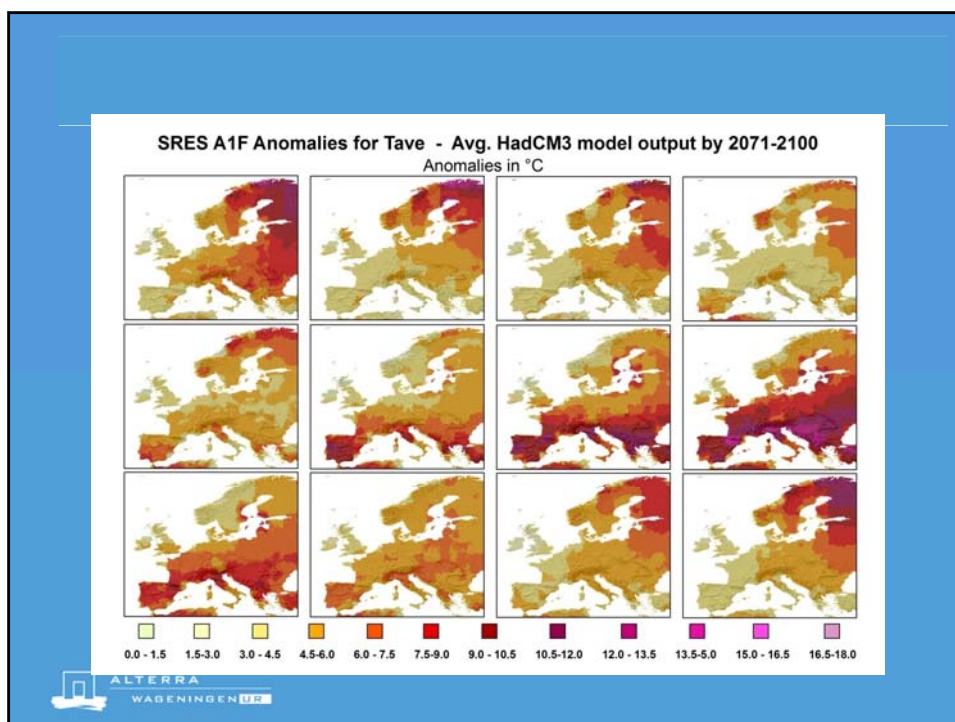 SRES A1F Anomalies for Tave - Avg. HadCM3 model output by 2071-2100
Anomalies in °C
0.0 - 1.5 1.5-3.0 3.0 - 4.5 4.5-6.0 6.0 - 7.5 7.5-9.0 9.0 - 10.5 10.5-12.0 12.0 - 13.5 13.5-5.0 15.0 - 16.5 16.5-18.0
ALTERRA
WAGENINGEN UR